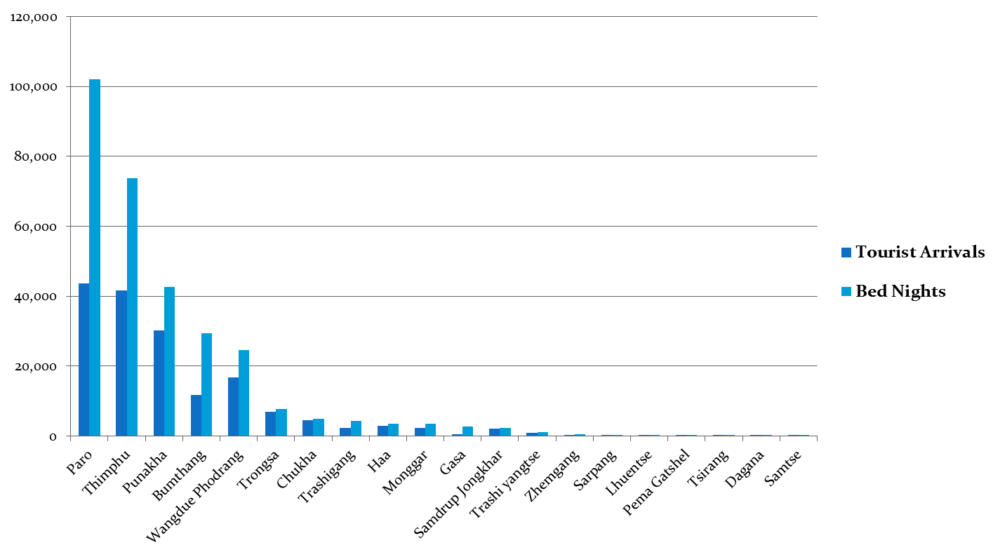 120,000
100,000
80,000
60,000
40,000
20,000
0
Paro
Thimphu
Punakha
Bumthang
Wangdue Phodrang
Trongsa
Chukha
Trashigang
Haa
Monggar
Gasa
Samdrup Jongkhar
Trashi yangtse
Zhemgang
Sarpang
Lhuentse
Pema Gatshel
Tsirang
Dagana
Samtse
Tourist Arrivals
Bed Nights